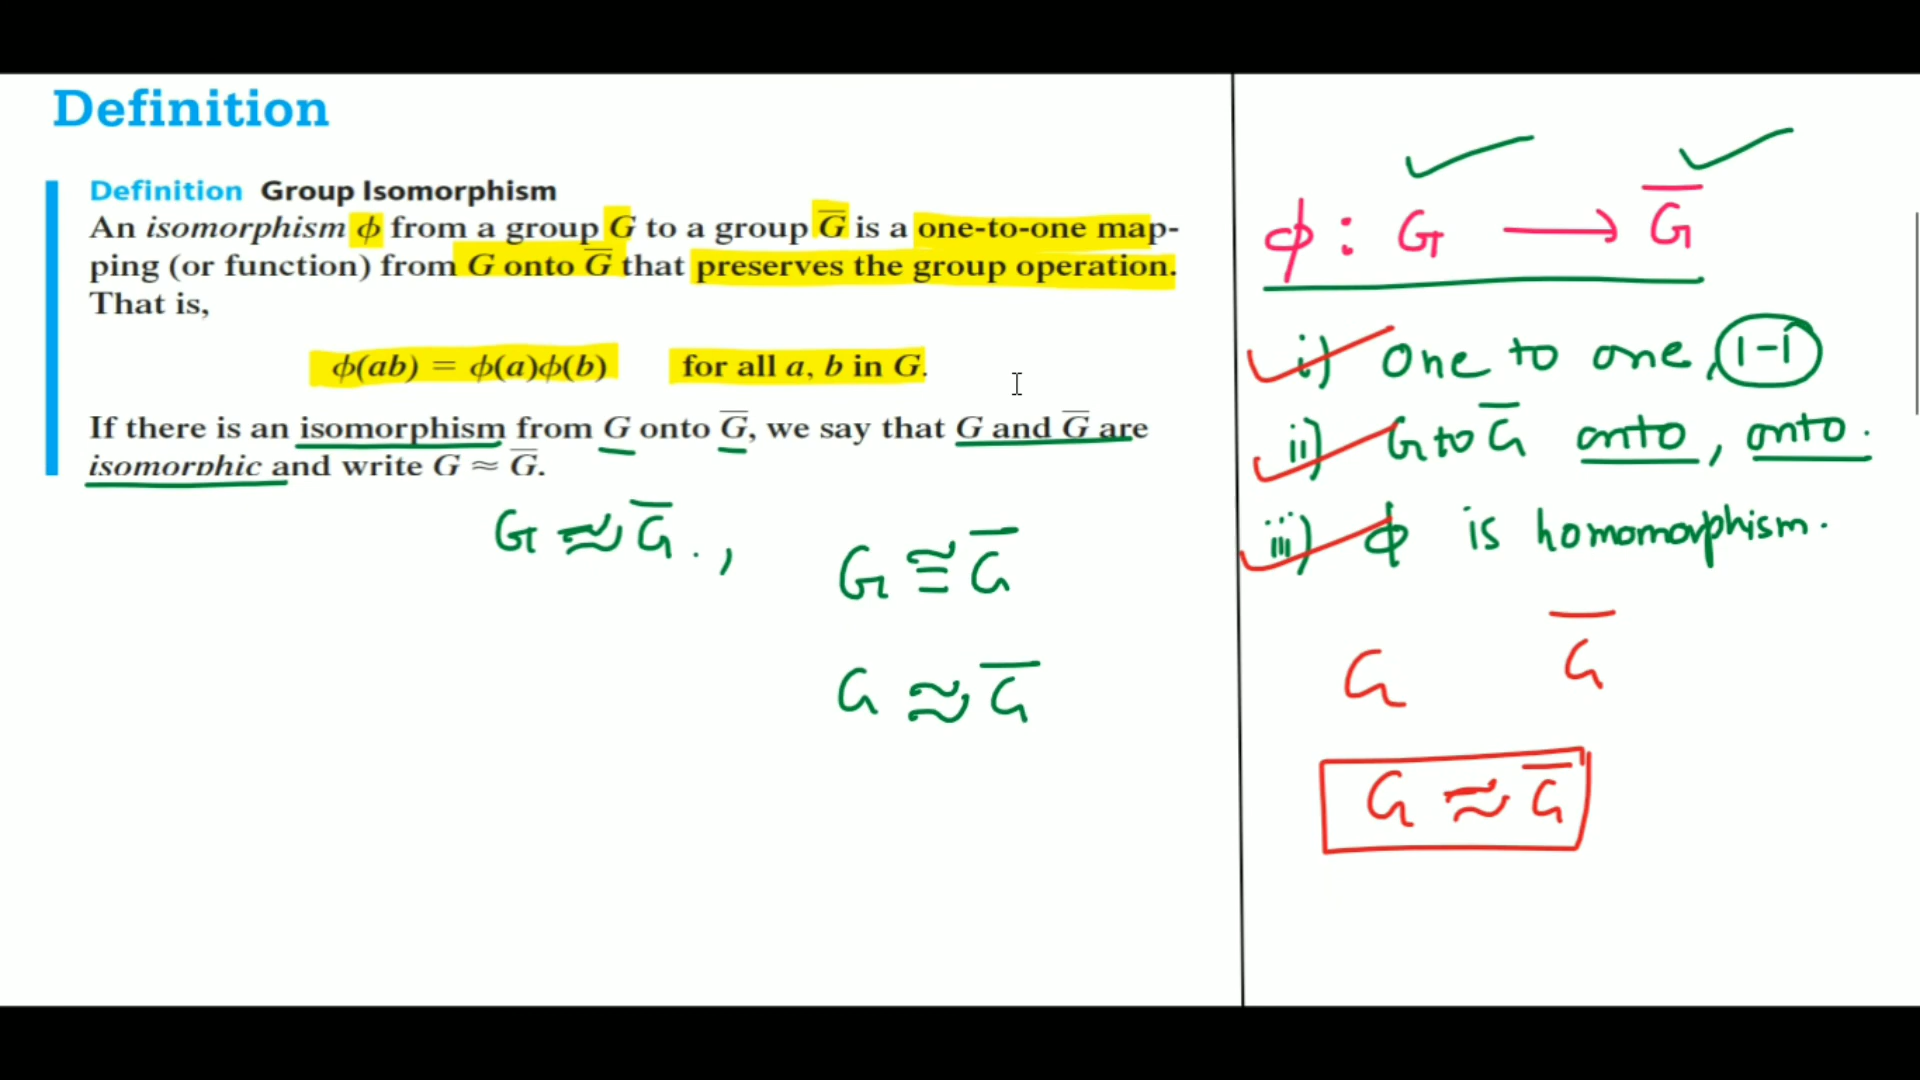 Definition
Definition Group Isomorphism
An isomorphism ϕ from a group G to a group G̅ is a one-to-one map-
ping (or function) from G onto G̅ that preserves the group operation.
That is,
ϕ(ab) = ϕ(a)ϕ(b) for all a, b in G.
If there is an isomorphism from G onto G̅, we say that G and G̅ are
isomorphic and write G ≈ G̅.
G ≈ G̅ . ,
G ≅ G̅
G ≈ G̅
ϕ : G ⟶ G̅
i) One to one, 1-1
ii) G to G̅ onto, onto.
iii) ϕ is homomorphism.
G G̅
G ≈ G̅